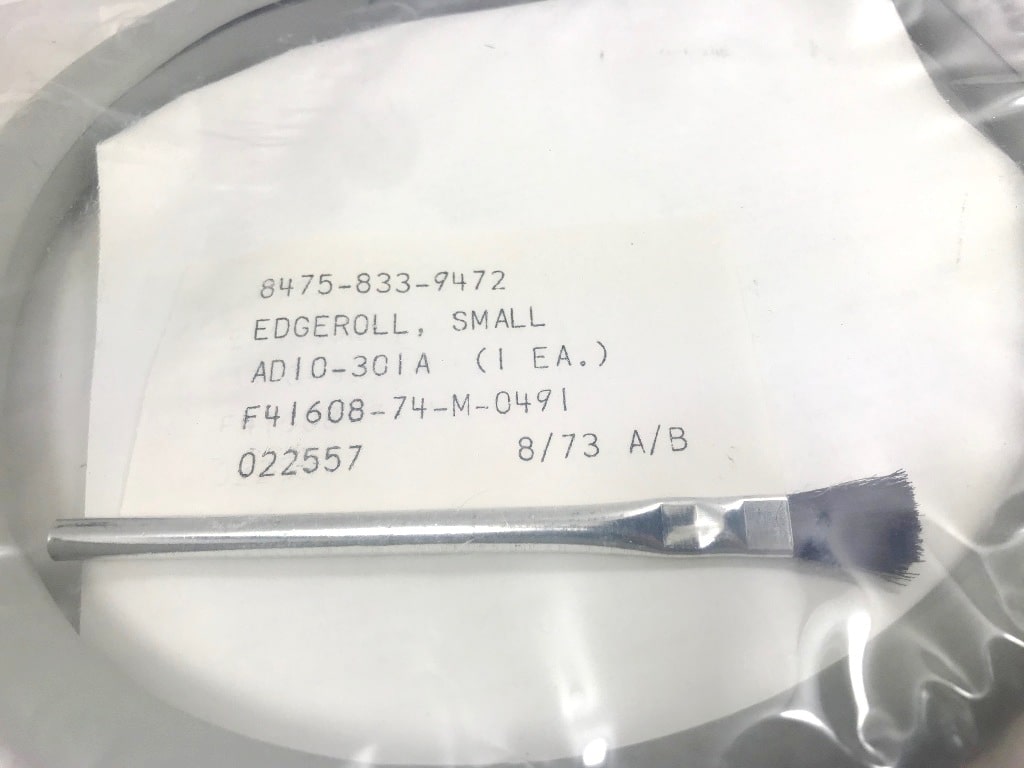 8475-833-9472
EDGEROLL, SMALL
AD10-301A (1 EA.)
F41608-74-M-0491
022557 8/73 A/B